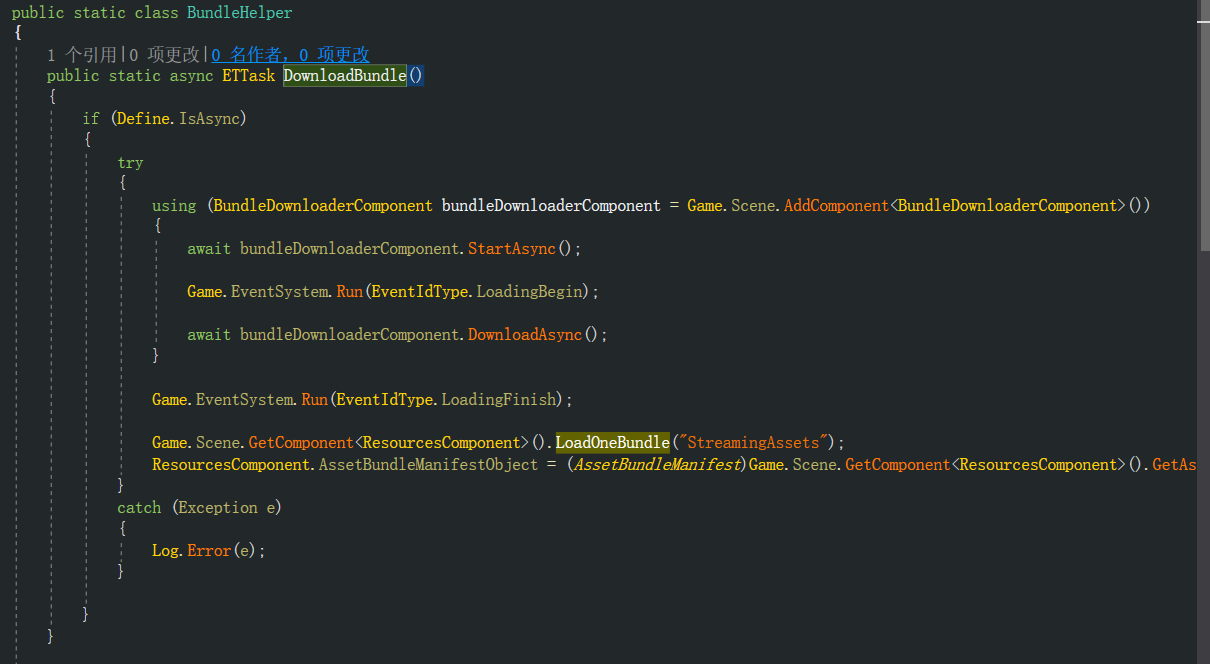 public static class BundleHelper
{
1 个引用|0 项更改|0 名作者，0 项更改
public static async ETTask DownloadBundle()
{
if (Define.IsAsync)
{
try
{
using (BundleDownloaderComponent bundleDownloaderComponent = Game.Scene.AddComponent<BundleDownloaderComponent>())
{
await bundleDownloaderComponent.StartAsync();
Game.EventSystem.Run(EventIdType.LoadingBegin);
await bundleDownloaderComponent.DownloadAsync();
}
Game.EventSystem.Run(EventIdType.LoadingFinish);
Game.Scene.GetComponent<ResourcesComponent>().LoadOneBundle("StreamingAssets");
ResourcesComponent.AssetBundleManifestObject = (AssetBundleManifest)Game.Scene.GetComponent<ResourcesComponent>().GetAs
}
catch (Exception e)
{
Log.Error(e);
}
}
}